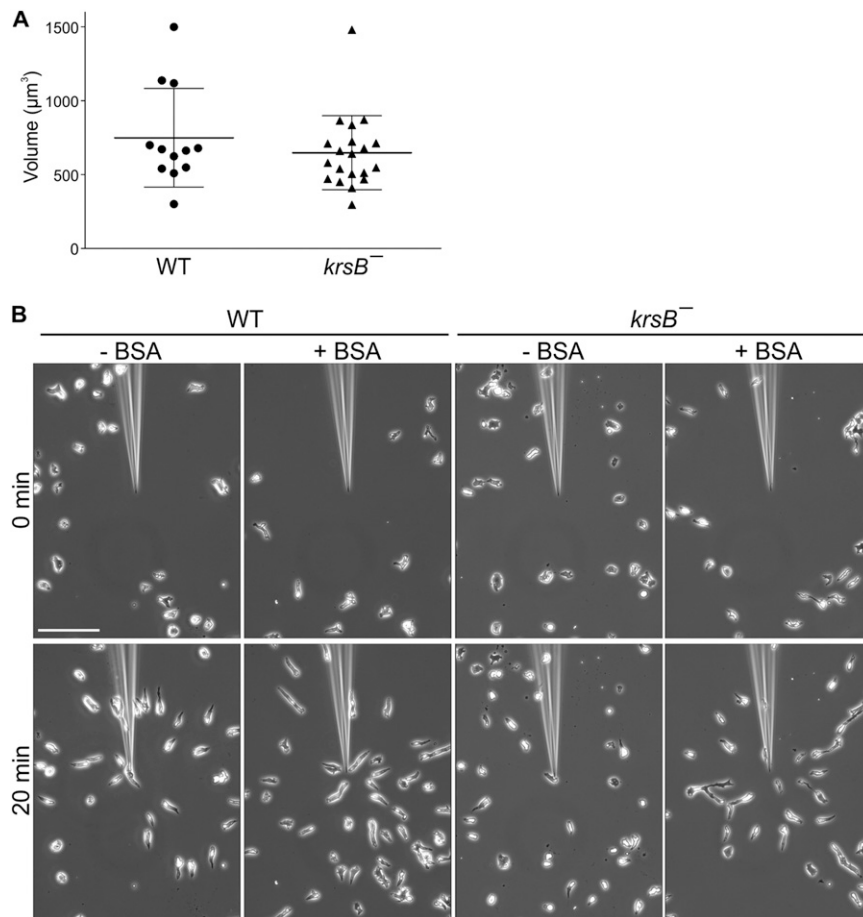 A
1500
1000
500
0
Volume (µm³)
WT
krsB⁻
B
WT
krsB⁻
- BSA
+ BSA
- BSA
+ BSA
0 min
20 min